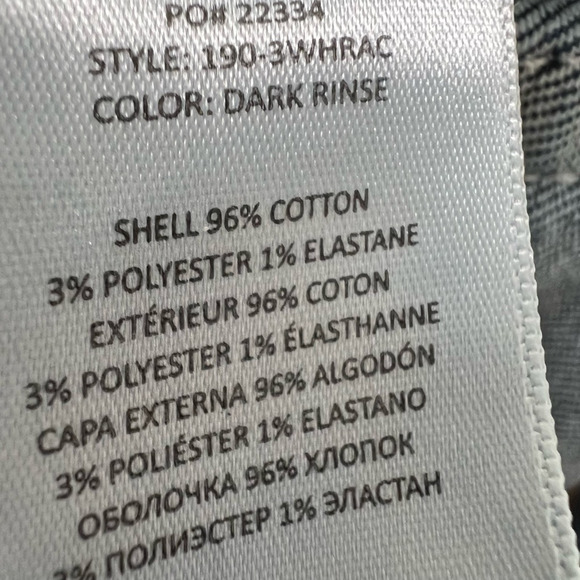 PO# 22334
STYLE: 190-3WHRAC
COLOR: DARK RINSE
SHELL 96% COTTON
3% POLYESTER 1% ELASTANE
EXTÉRIEUR 96% COTON
3% POLYESTER 1% ÉLASTHANNE
CAPA EXTERNA 96% ALGODÓN
3% POLIÉSTER 1% ELASTANO
ОБОЛОЧКА 96% ХЛОПОК
3% ПОЛИЭСТЕР 1% ЭЛАСТАН